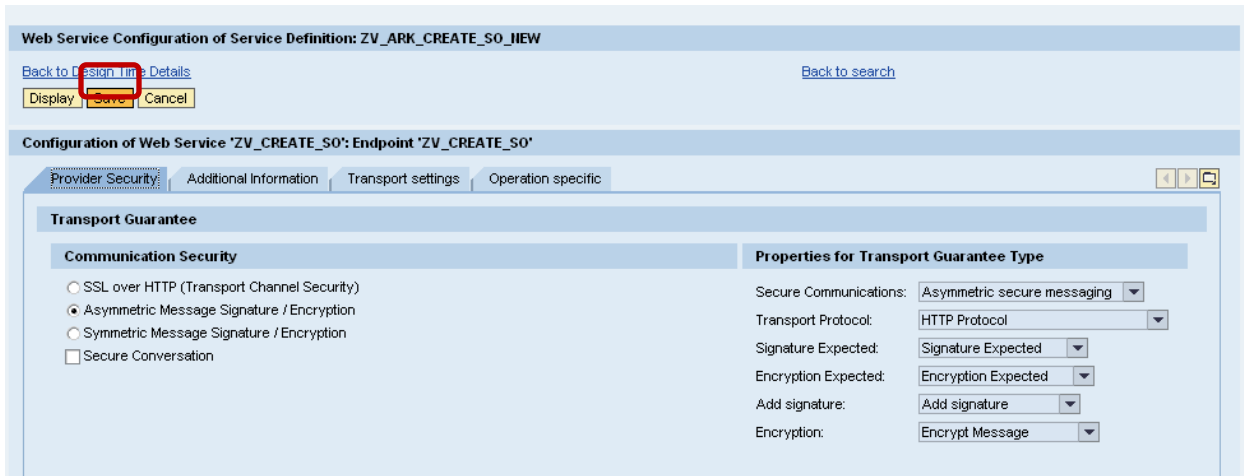 Web Service Configuration of Service Definition: ZV_ARK_CREATE_SO_NEW
Back to Design Time Details Back to search
Display Save Cancel
Configuration of Web Service 'ZV_CREATE_SO': Endpoint 'ZV_CREATE_SO'
Provider Security Additional Information Transport settings Operation specific
Transport Guarantee
Communication Security
SSL over HTTP (Transport Channel Security)
Asymmetric Message Signature / Encryption
Symmetric Message Signature / Encryption
Secure Conversation
Properties for Transport Guarantee Type
Secure Communications: Asymmetric secure messaging
Transport Protocol: HTTP Protocol
Signature Expected: Signature Expected
Encryption Expected: Encryption Expected
Add signature: Add signature
Encryption: Encrypt Message